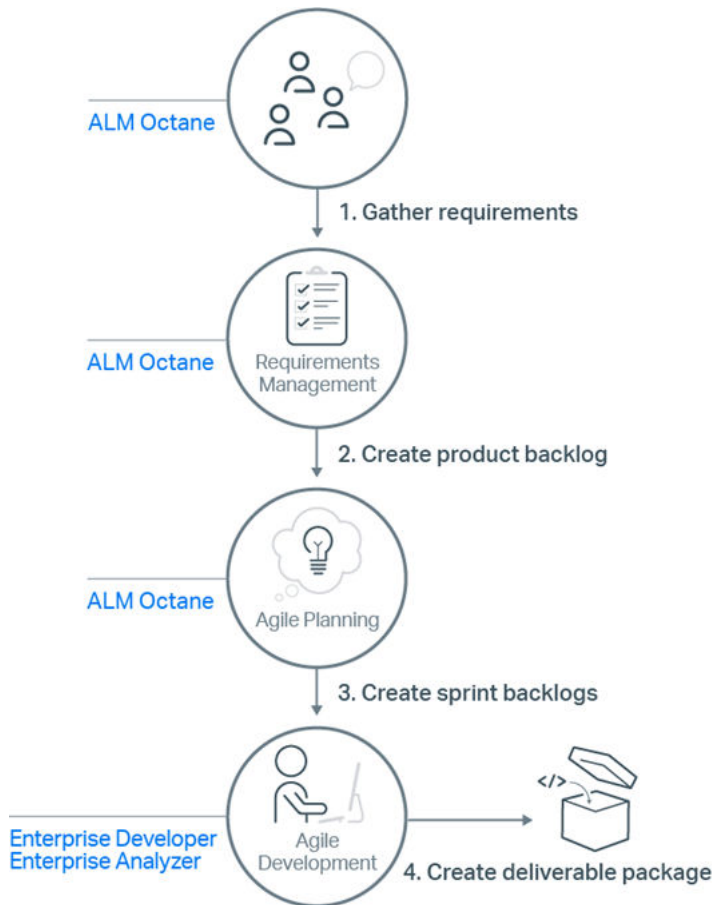 ALM Octane
1. Gather requirements
Requirements
Management
ALM Octane
2. Create product backlog
Agile Planning
ALM Octane
3. Create sprint backlogs
</>
Agile
Development
Enterprise Developer
Enterprise Analyzer
4. Create deliverable package